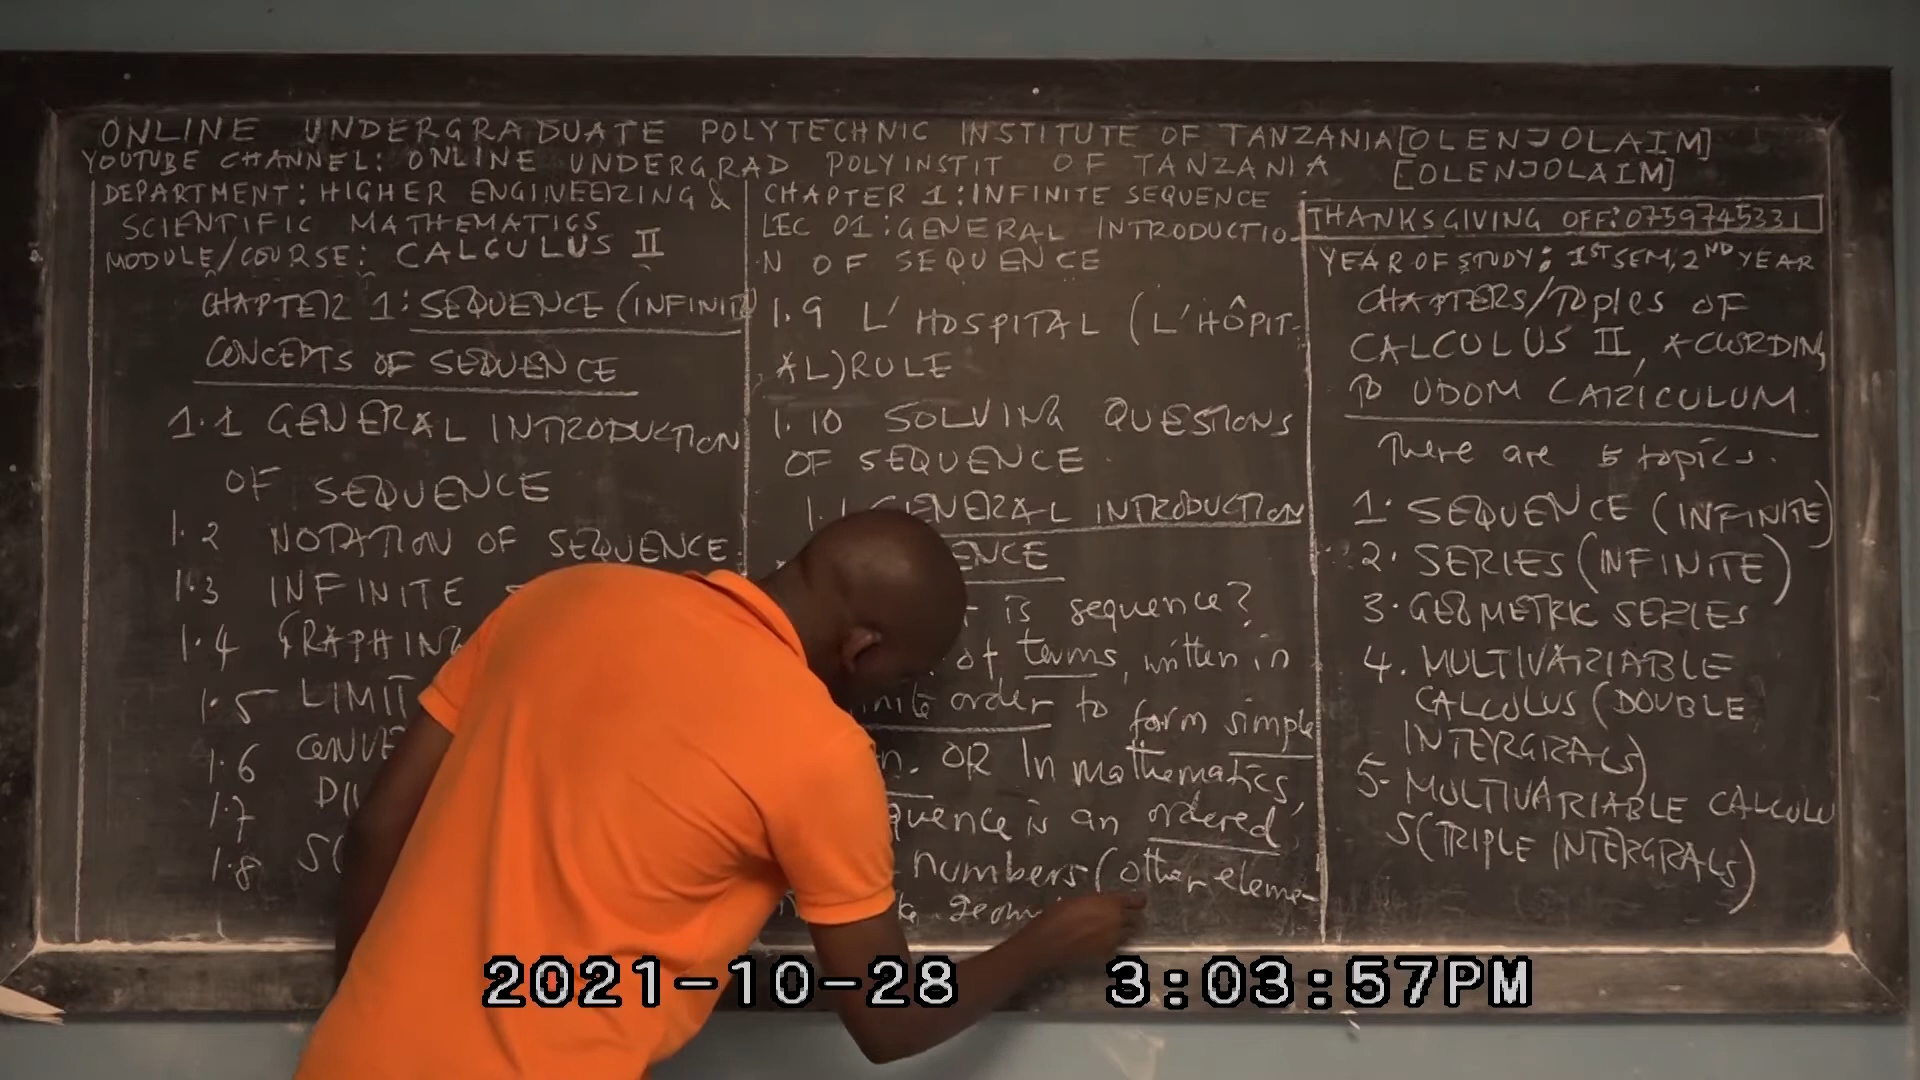 ONLINE UNDERGRADUATE POLYTECHNIC INSTITUTE OF TANZANIA[OLENJOLAIM]
YOUTUBE CHANNEL: ONLINE UNDERGRAD POLYINSTIT OF TANZANIA [OLENJOLAIM]
DEPARTMENT: HIGHER ENGINEERING &
SCIENTIFIC MATHEMATICS
MODULE/COURSE: CALCULUS II
CHAPTER 1: SEQUENCE (INFINITE)
CONCEPTS OF SEQUENCE
1.1 GENERAL INTRODUCTION
OF SEQUENCE
1.2 NOTATION OF SEQUENCE
1.3 INFINITE
1.4 GRAPHING
1.5 LIMIT
1.6 CONVE
1.7
1.8
CHAPTER 1: INFINITE SEQUENCE
LEC 01: GENERAL INTRODUCTIO
N OF SEQUENCE
1.9 L'HOSPITAL (L'HÔPIT-
AL)RULE
1.10 SOLVING QUESTIONS
OF SEQUENCE.
1.1 GENERAL INTRODUCTION
ENCE
is sequence?
of terms, written in
order to form simple
n. OR In mathematics,
quence is an ordered
numbers (other eleme-
geom
THANKSGIVING OFF: 0759745331
YEAR OF STUDY: 1ST SEM, 2ND YEAR
CHAPTERS/TOPICS OF
CALCULUS II, ACCORDING
TO UDOM CARICULUM.
There are 5 topics.
1. SEQUENCE (INFINITE)
2. SERIES (INFINITE)
3. GEOMETRIC SERIES
4. MULTIVARIABLE
CALCULUS (DOUBLE
INTERGRALS)
5- MULTIVARIABLE CALCULU
S(TRIPLE INTERGRALS)
2021-10-28 3:03:57PM